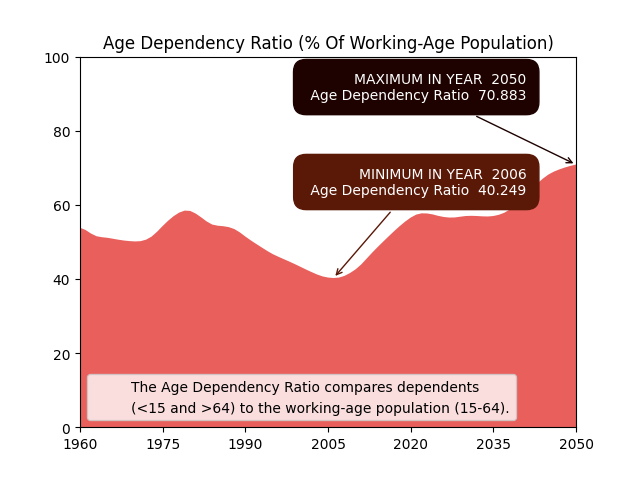 Age Dependency Ratio (% Of Working-Age Population)
100
80
60
40
20
0
MAXIMUM IN YEAR  2050
Age Dependency Ratio  70.883
MINIMUM IN YEAR  2006
Age Dependency Ratio  40.249
The Age Dependency Ratio compares dependents
(<15 and >64) to the working-age population (15-64).
1960 1975 1990 2005 2020 2035 2050